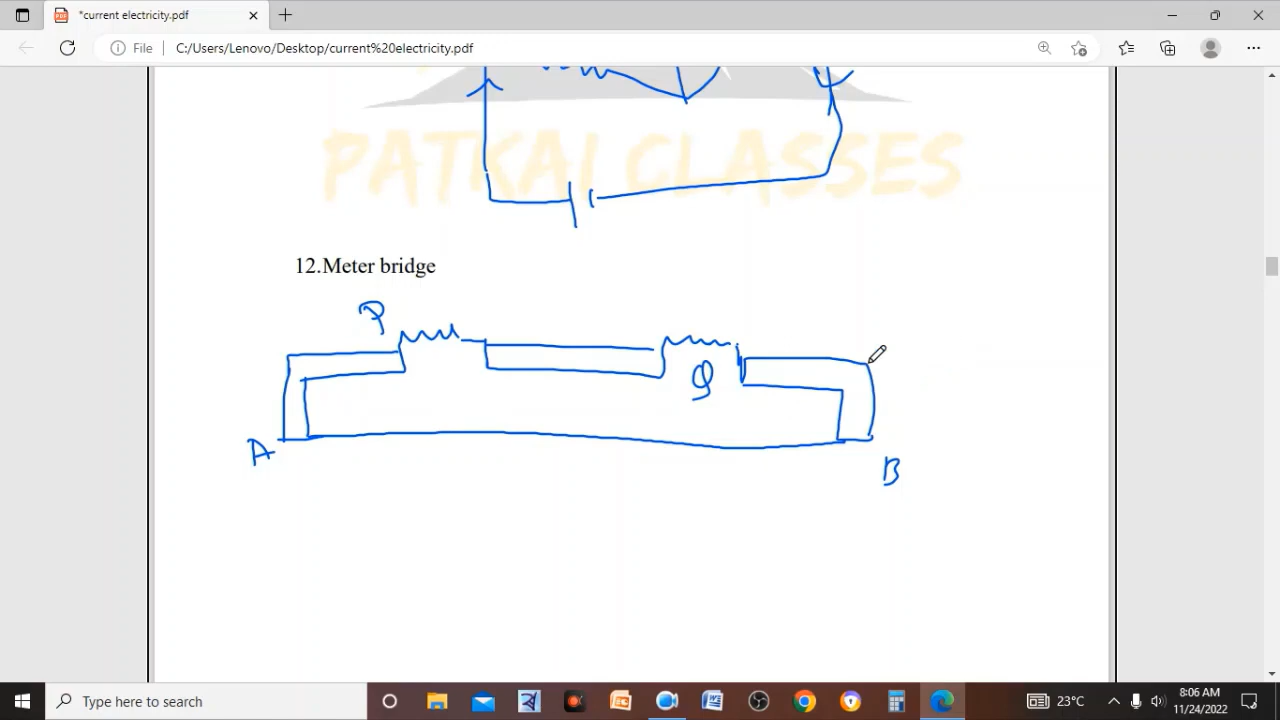 *current electricity.pdf
File
C:/Users/Lenovo/Desktop/current%20electricity.pdf
PATKAI CLASSES
12.Meter bridge
P
Q
A
B
Type here to search
23°C
8:06 AM
11/24/2022